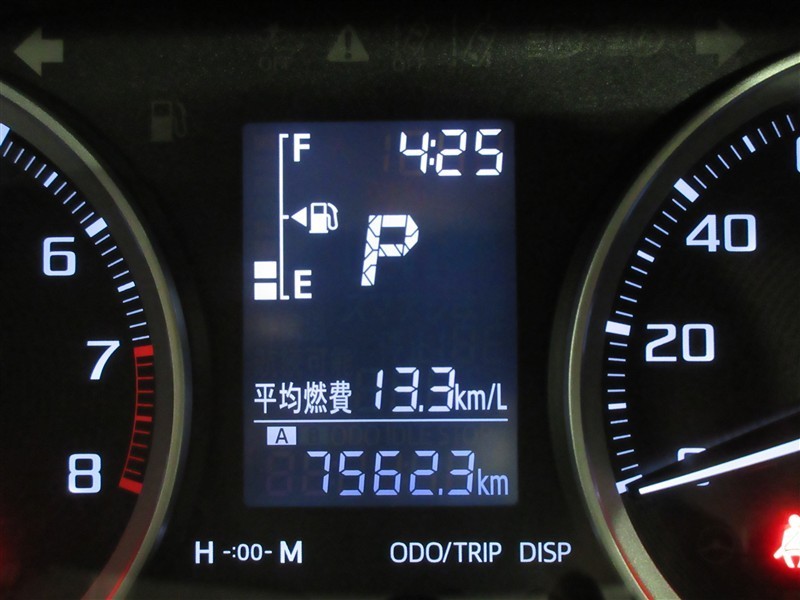 F 4:25
P
E
平均燃費 13.3km/L
A
7562.3km
6
7
8
40
20
0
H -:00- M ODO/TRIP DISP